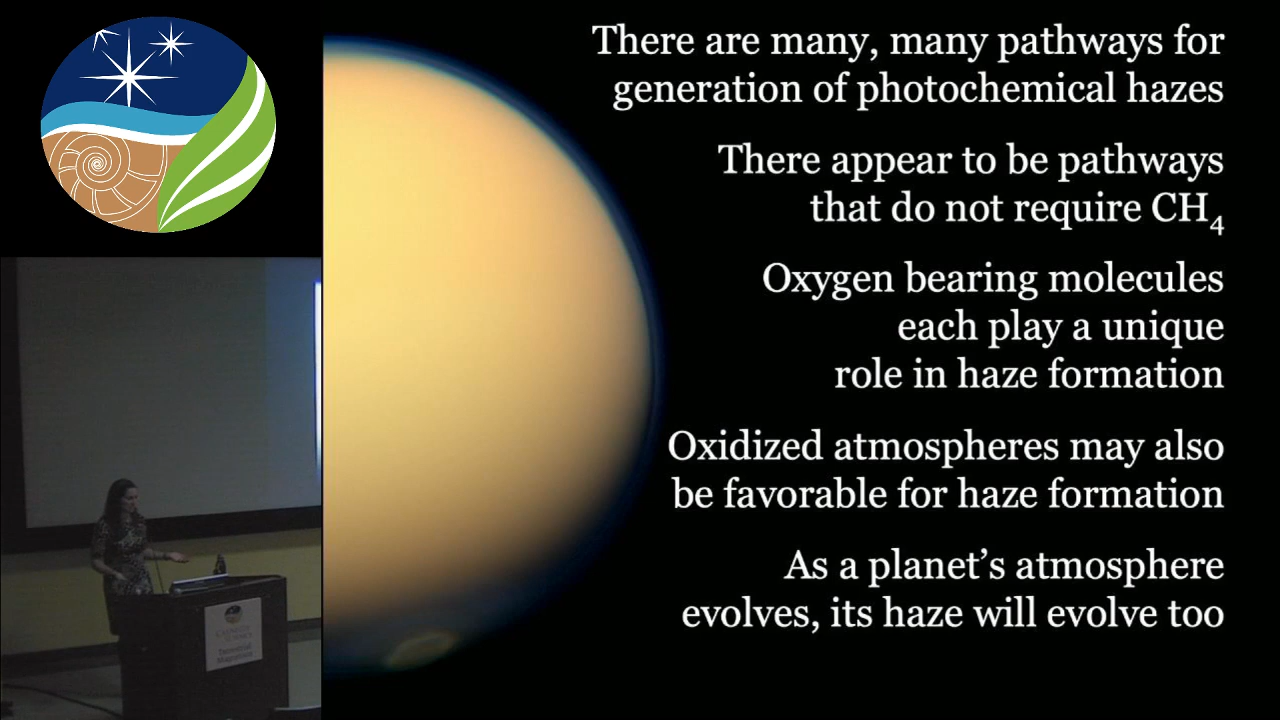 There are many, many pathways for
generation of photochemical hazes
There appear to be pathways
that do not require CH₄
Oxygen bearing molecules
each play a unique
role in haze formation
Oxidized atmospheres may also
be favorable for haze formation
As a planet’s atmosphere
evolves, its haze will evolve too
Terrestrial
Magnetism